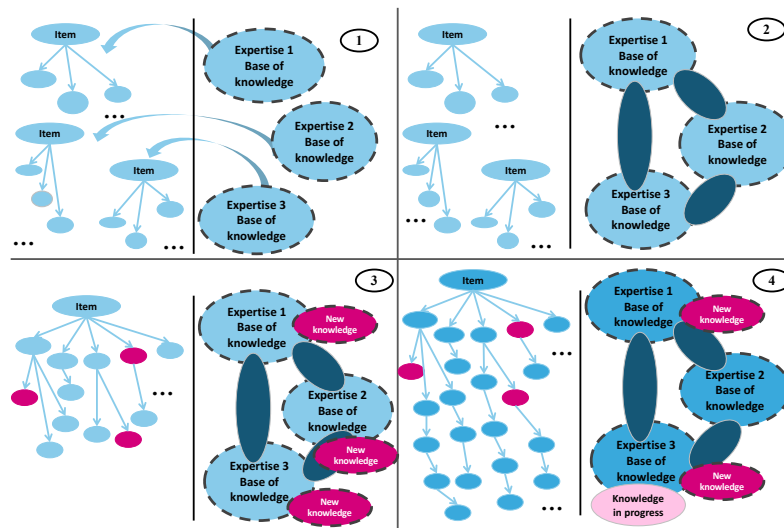 1
Item
Expertise 1
Base of
knowledge
...
Item
Expertise 2
Base of
knowledge
Item
Expertise 3
Base of
knowledge
...
...
2
Item
Expertise 1
Base of
knowledge
...
Item
Expertise 2
Base of
knowledge
Item
Expertise 3
Base of
knowledge
...
...
3
Item
Expertise 1
Base of
knowledge
New
knowledge
...
Expertise 2
Base of
knowledge
New
knowledge
Expertise 3
Base of
knowledge
New
knowledge
4
Item
Expertise 1
Base of
knowledge
New
knowledge
...
Expertise 2
Base of
knowledge
Expertise 3
Base of
knowledge
New
knowledge
Knowledge
in progress
...